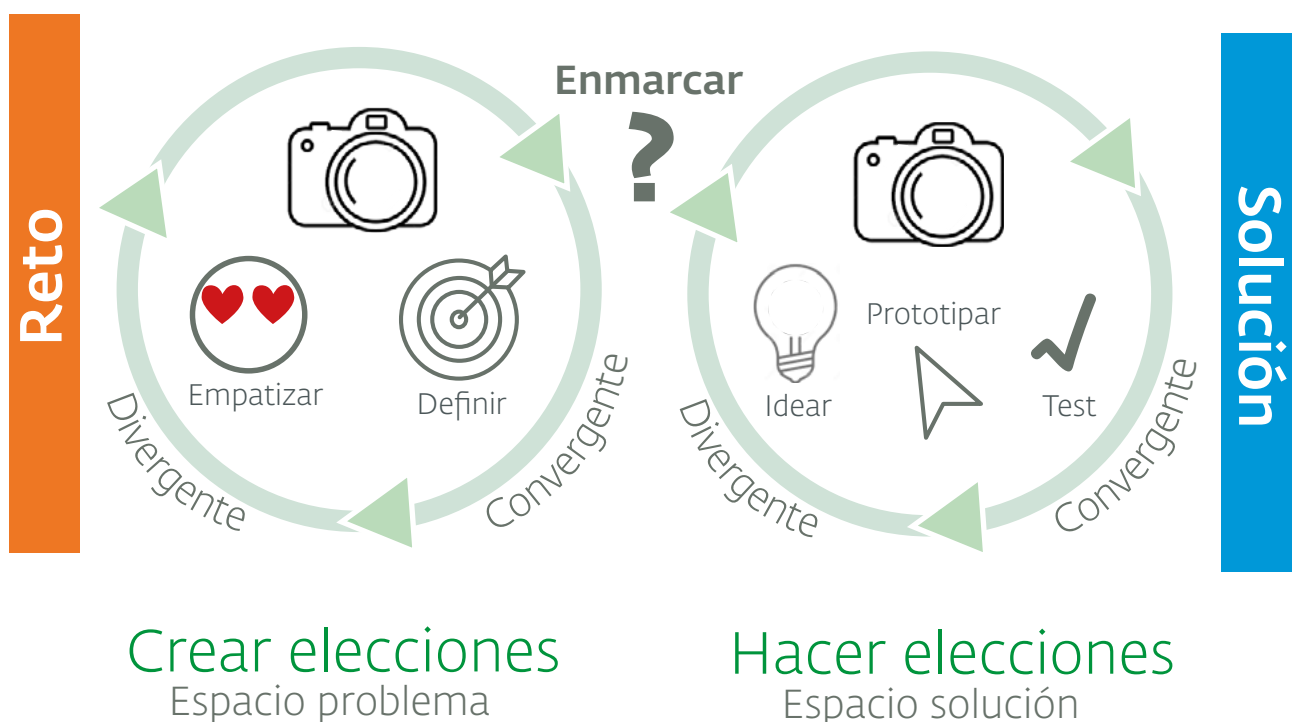 Reto
Enmarcar
?
Solución
Empatizar
Definir
Divergente
Convergente
Prototipar
Idear
Test
Divergente
Convergente
Crear elecciones
Espacio problema
Hacer elecciones
Espacio solución